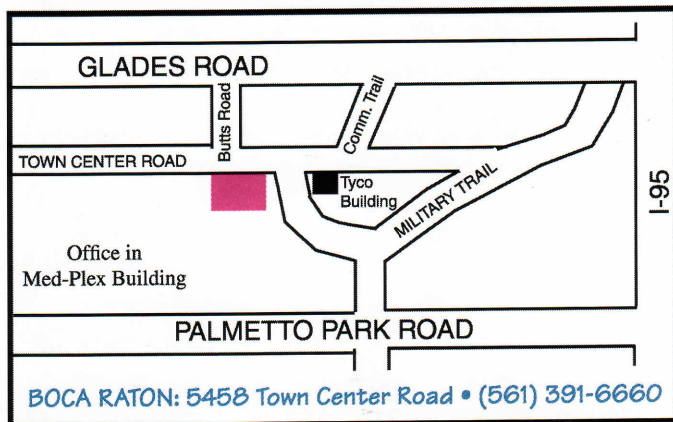 GLADES ROAD
Butts Road
Comm. Trail
TOWN CENTER ROAD
Tyco
Building
MILITARY TRAIL
I-95
Office in
Med-Plex Building
PALMETTO PARK ROAD
BOCA RATON: 5458 Town Center Road • (561) 391-6660